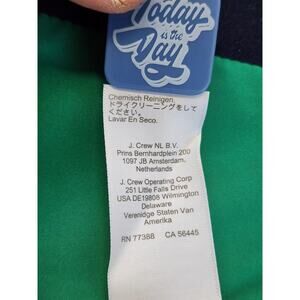 Today
is the
Day
Chemisch Reinigen.
ドライクリーニングをし
てください。
Lavar En Seco.
J. Crew NL B.V.
Prins Bernhardplein 200
1097 JB Amsterdam,
Netherlands
J. Crew Operating Corp
251 Little Falls Drive
USA DE19808 Wilmington
Delaware
Verenidge Staten Van
Amerika
RN 77388 CA 56445